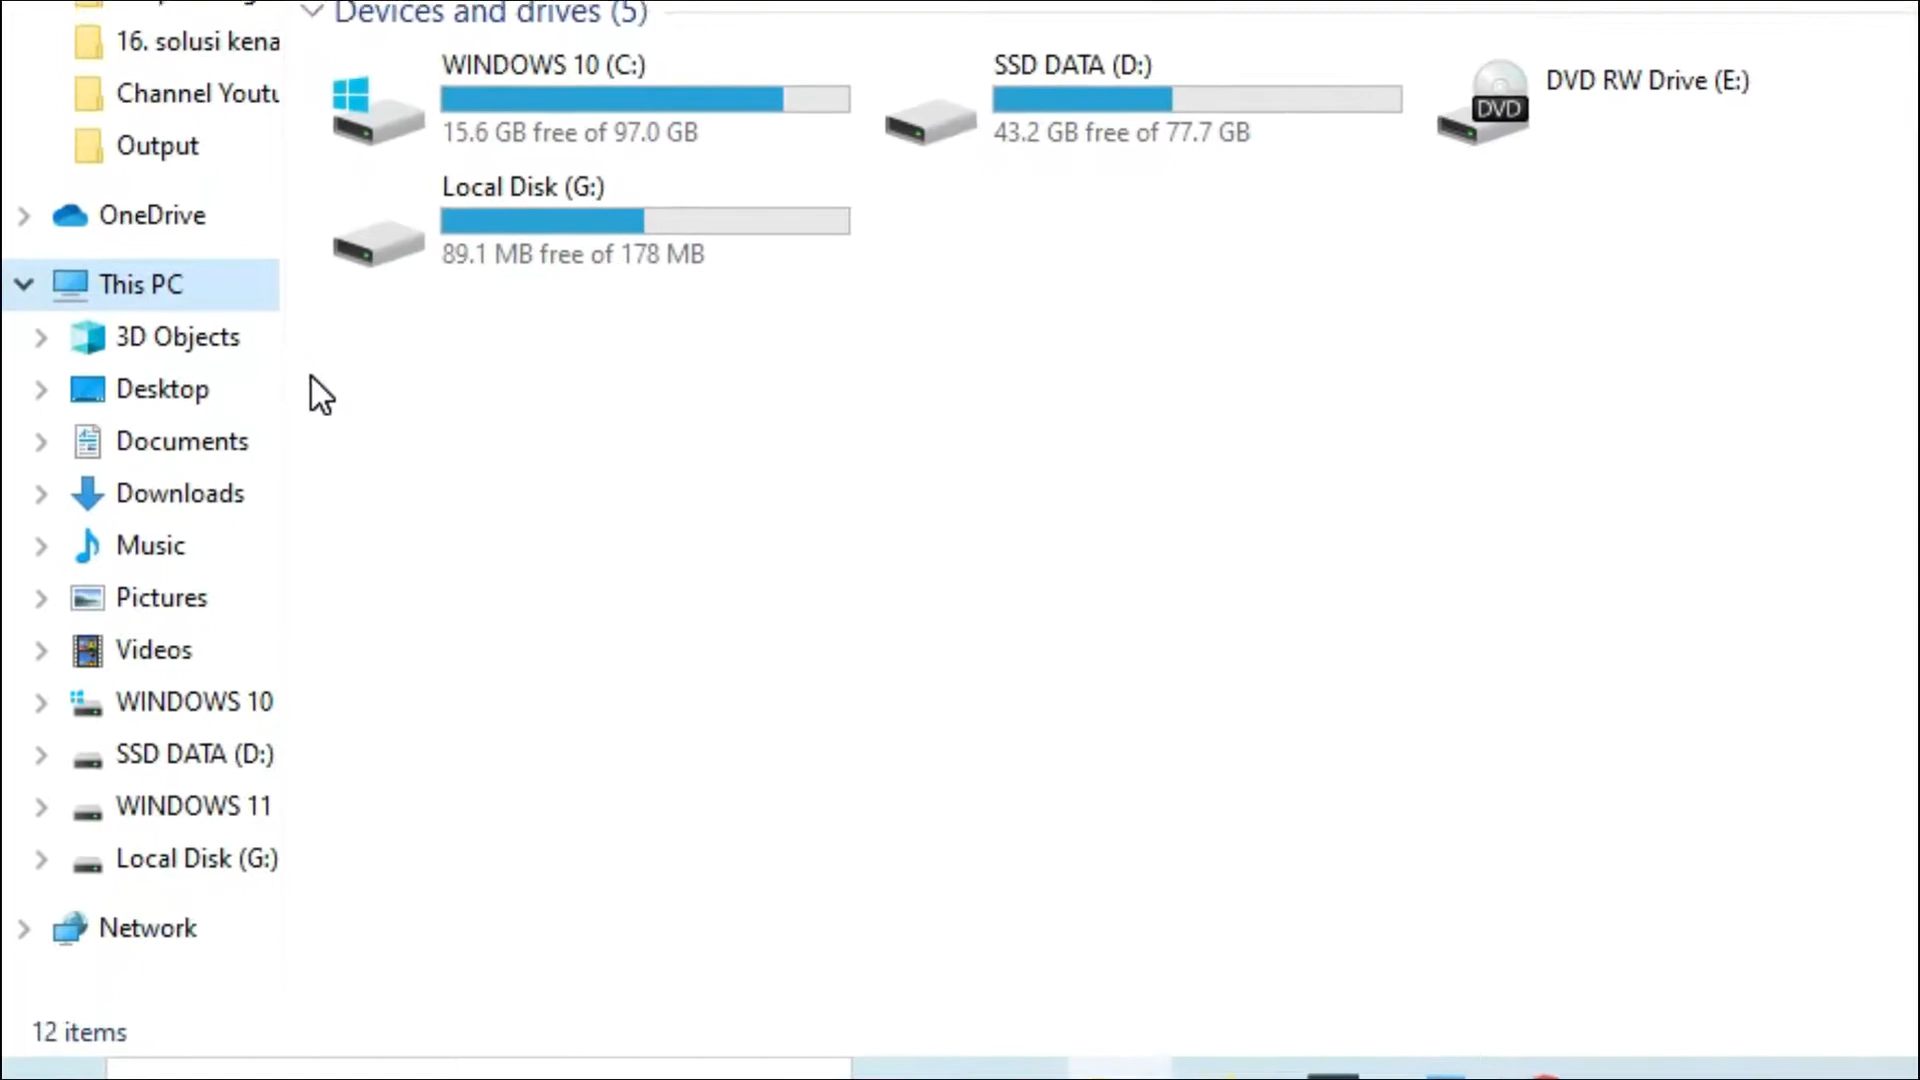 Devices and drives (5)
16. solusi kena
Channel Youtu
Output
OneDrive
This PC
3D Objects
Desktop
Documents
Downloads
Music
Pictures
Videos
WINDOWS 10
SSD DATA (D:)
WINDOWS 11
Local Disk (G:)
Network
12 items
WINDOWS 10 (C:)
15.6 GB free of 97.0 GB
SSD DATA (D:)
43.2 GB free of 77.7 GB
DVD RW Drive (E:)
DVD
Local Disk (G:)
89.1 MB free of 178 MB